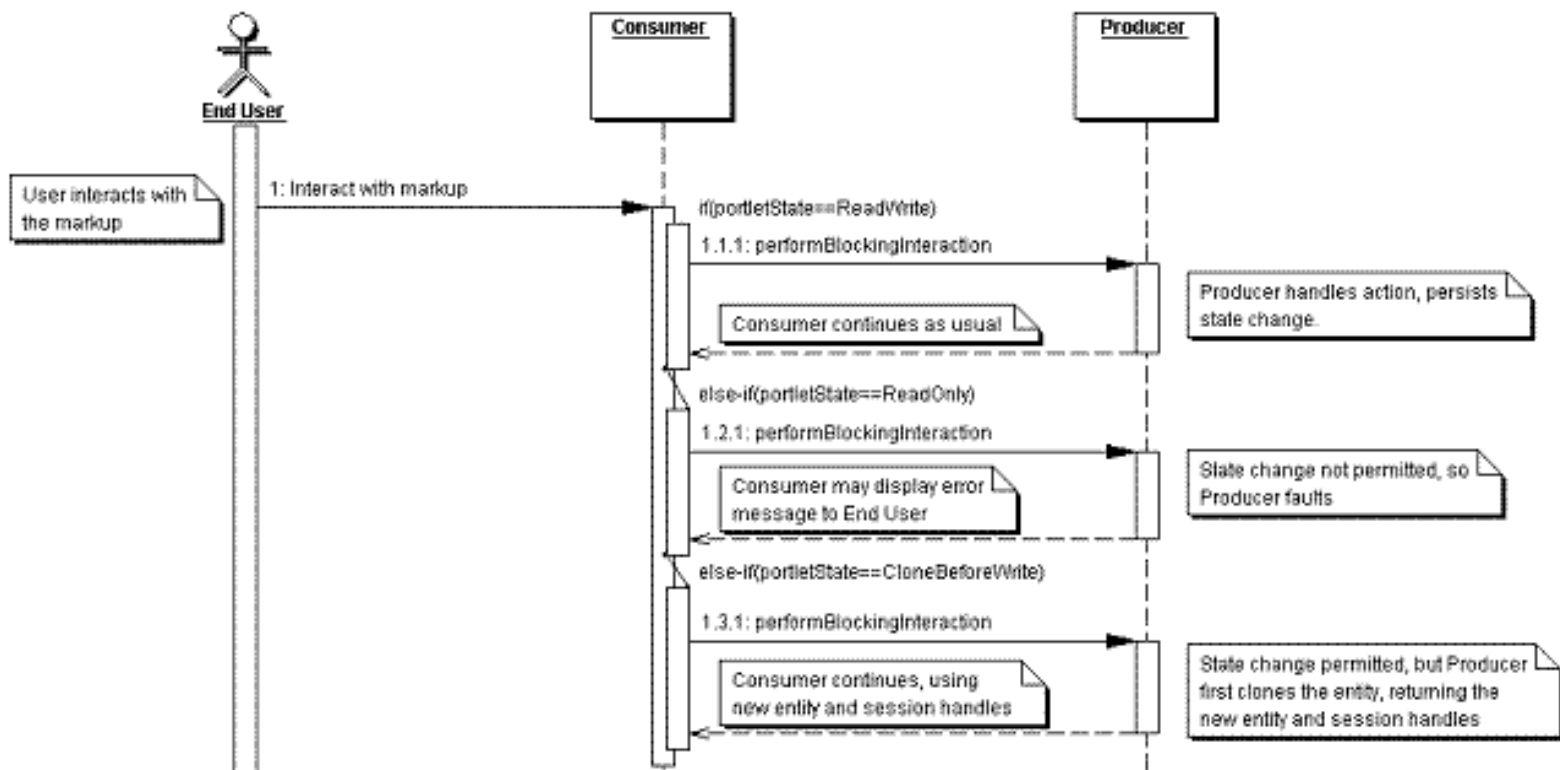 Consumer
Producer
End User
User interacts with
the markup
1: Interact with markup
if(portletState==ReadWrite)
1.1.1: performBlockingInteraction
Producer handles action, persists
state change.
Consumer continues as usual
else-if(portletState==ReadOnly)
1.2.1: performBlockingInteraction
State change not permitted, so
Producer faults
Consumer may display error
message to End User
else-if(portletState==CloneBeforeWrite)
1.3.1: performBlockingInteraction
State change permitted, but Producer
first clones the entity, returning the
new entity and session handles
Consumer continues, using
new entity and session handles